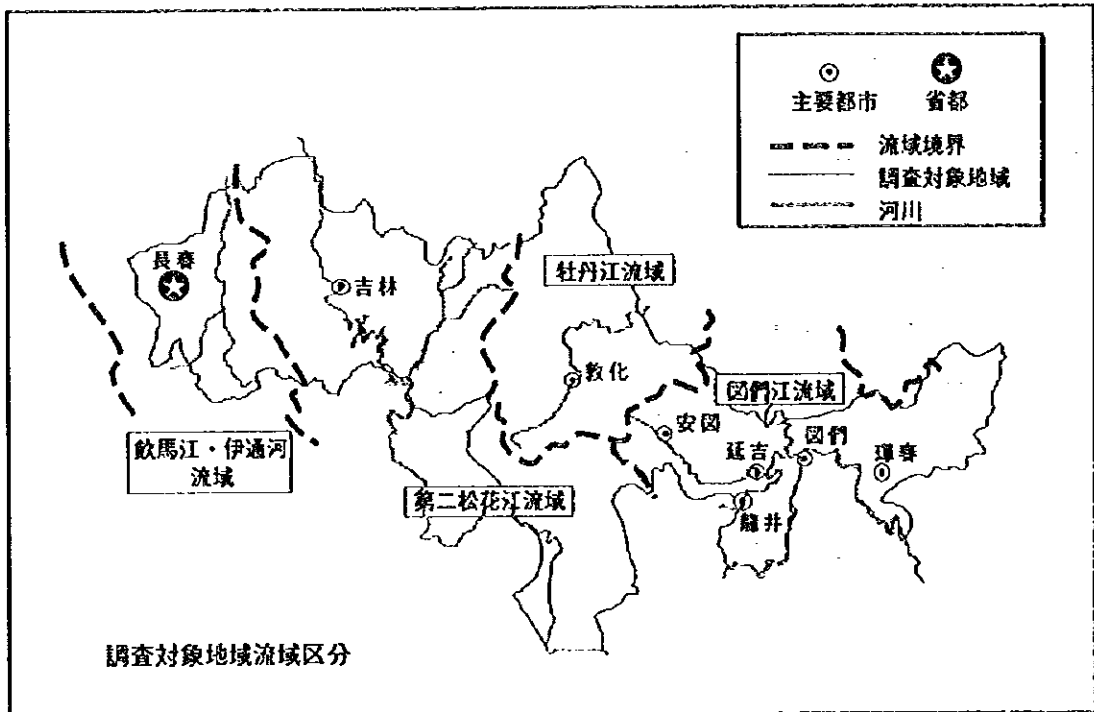 主要都市
省都
流域境界
調査対象地域
河川
長春
吉林
牡丹江流域
敦化
図們江流域
安図
延吉
図們
琿春
飲馬江・伊通河
流域
第二松花江流域
龍井
調査対象地域流域区分